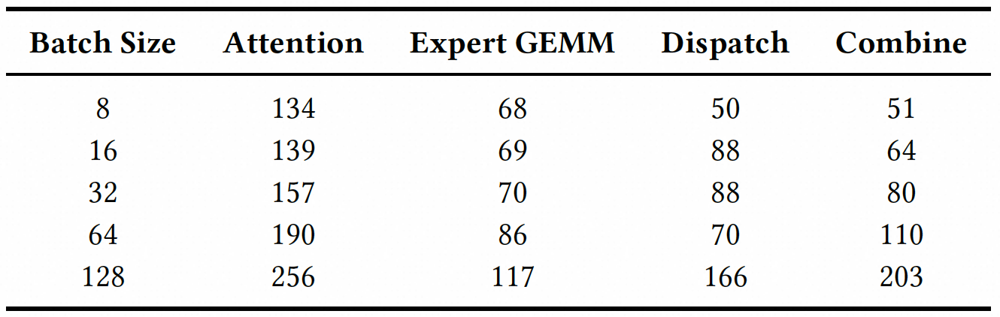 Batch Size Attention Expert GEMM Dispatch Combine
8 134 68 50 51
16 139 69 88 64
32 157 70 88 80
64 190 86 70 110
128 256 117 166 203